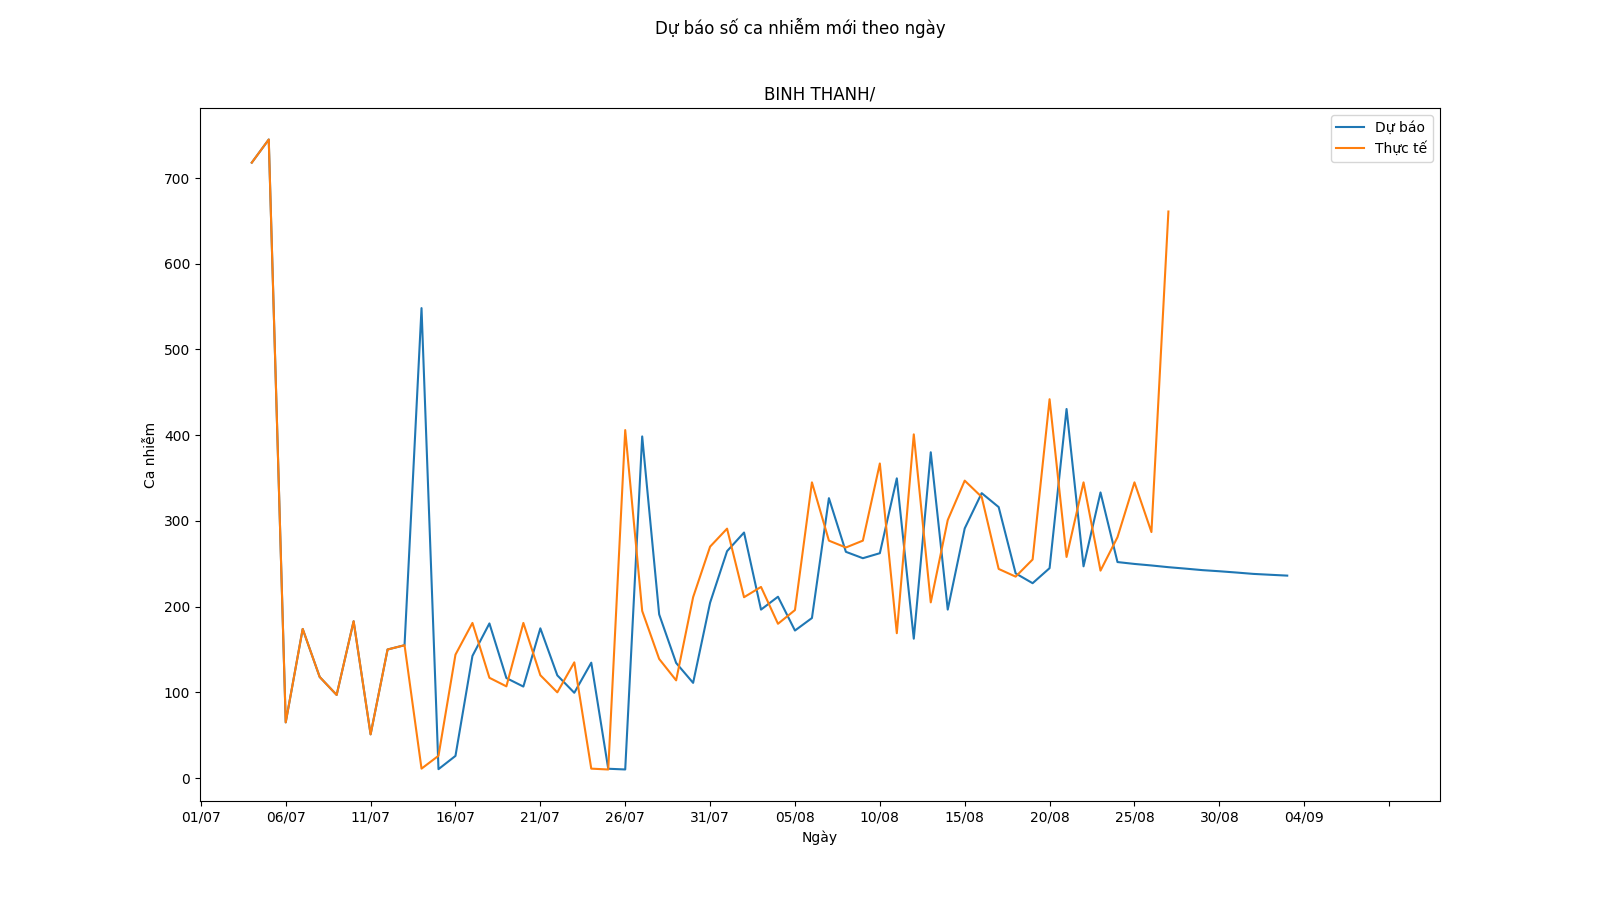 Dự báo số ca nhiễm mới theo ngày
BINH THANH/
Dự báo
Thực tế
700
600
500
400
300
200
100
0
Ca nhiễm
01/07 06/07 11/07 16/07 21/07 26/07 31/07 05/08 10/08 15/08 20/08 25/08 30/08 04/09
Ngày